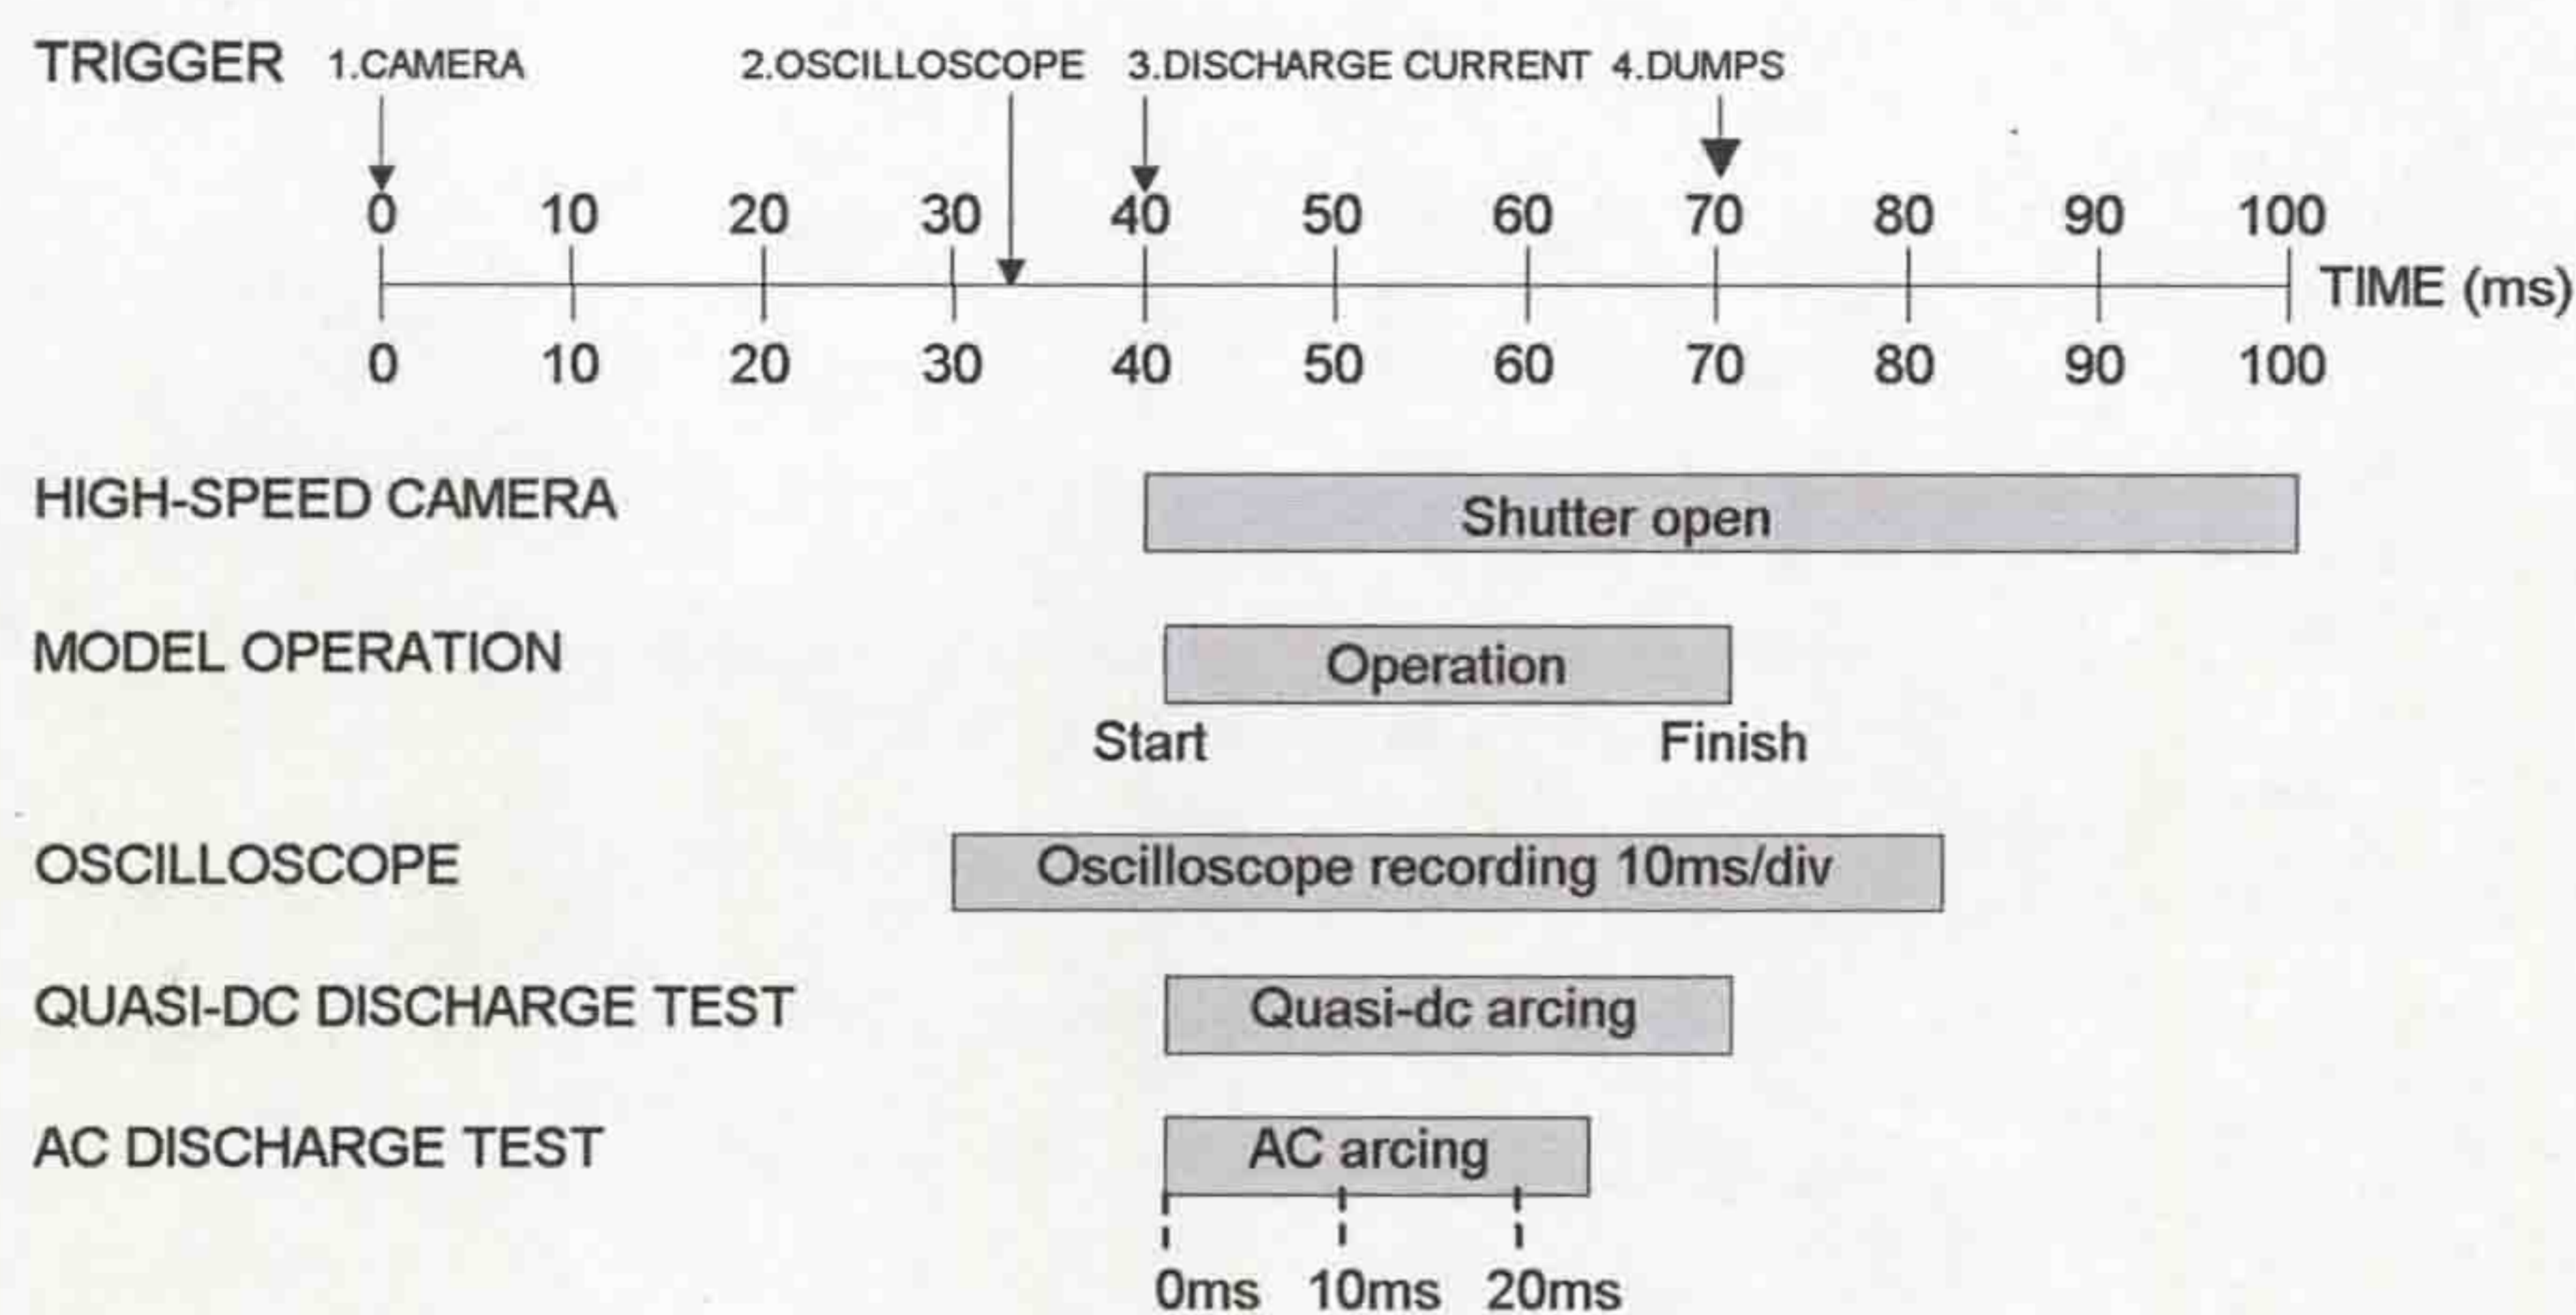 TRIGGER 1.CAMERA 2.OSCILLOSCOPE 3.DISCHARGE CURRENT 4.DUMPS
0 10 20 30 40 50 60 70 80 90 100
TIME (ms)
0 10 20 30 40 50 60 70 80 90 100
HIGH-SPEED CAMERA Shutter open
MODEL OPERATION Operation
Start Finish
OSCILLOSCOPE Oscilloscope recording 10ms/div
QUASI-DC DISCHARGE TEST Quasi-dc arcing
AC DISCHARGE TEST AC arcing
0ms 10ms 20ms